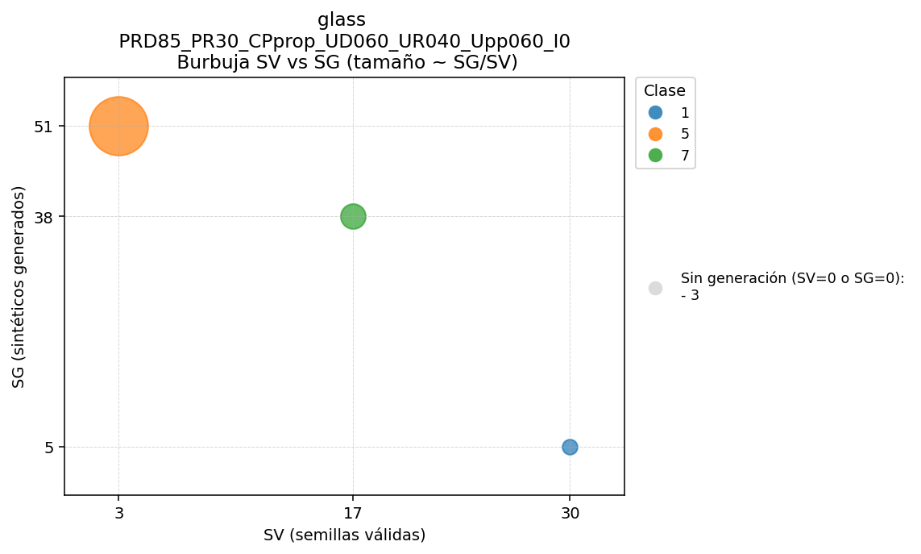 glass
PRD85_PR30_CPprop_UD060_UR040_Upp060_I0
Burbuja SV vs SG (tamaño ~ SG/SV)
Clase
1
5
7
51
38
5
SG (sintéticos generados)
Sin generación (SV=0 o SG=0):
- 3
3
17
30
SV (semillas válidas)